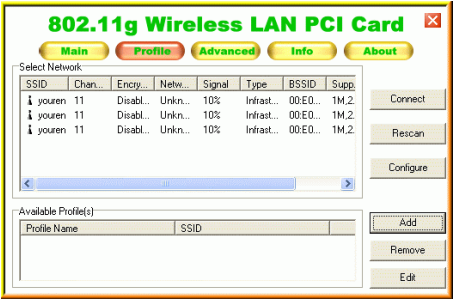 802.11g Wireless LAN PCI Card
Main Profile Advanced Info About
Select Network
SSID Chan... Encry... Netw... Signal Type BSSID Supp.
youren 11 Disabl... Unkn... 10% Infrast... 00:E0... 1M,2.
youren 11 Disabl... Unkn... 10% Infrast... 00:E0... 1M,2.
youren 11 Disabl... Unkn... 10% Infrast... 00:E0... 1M,2.
Connect
Rescan
Configure
Available Profile(s)
Profile Name SSID
Add
Remove
Edit